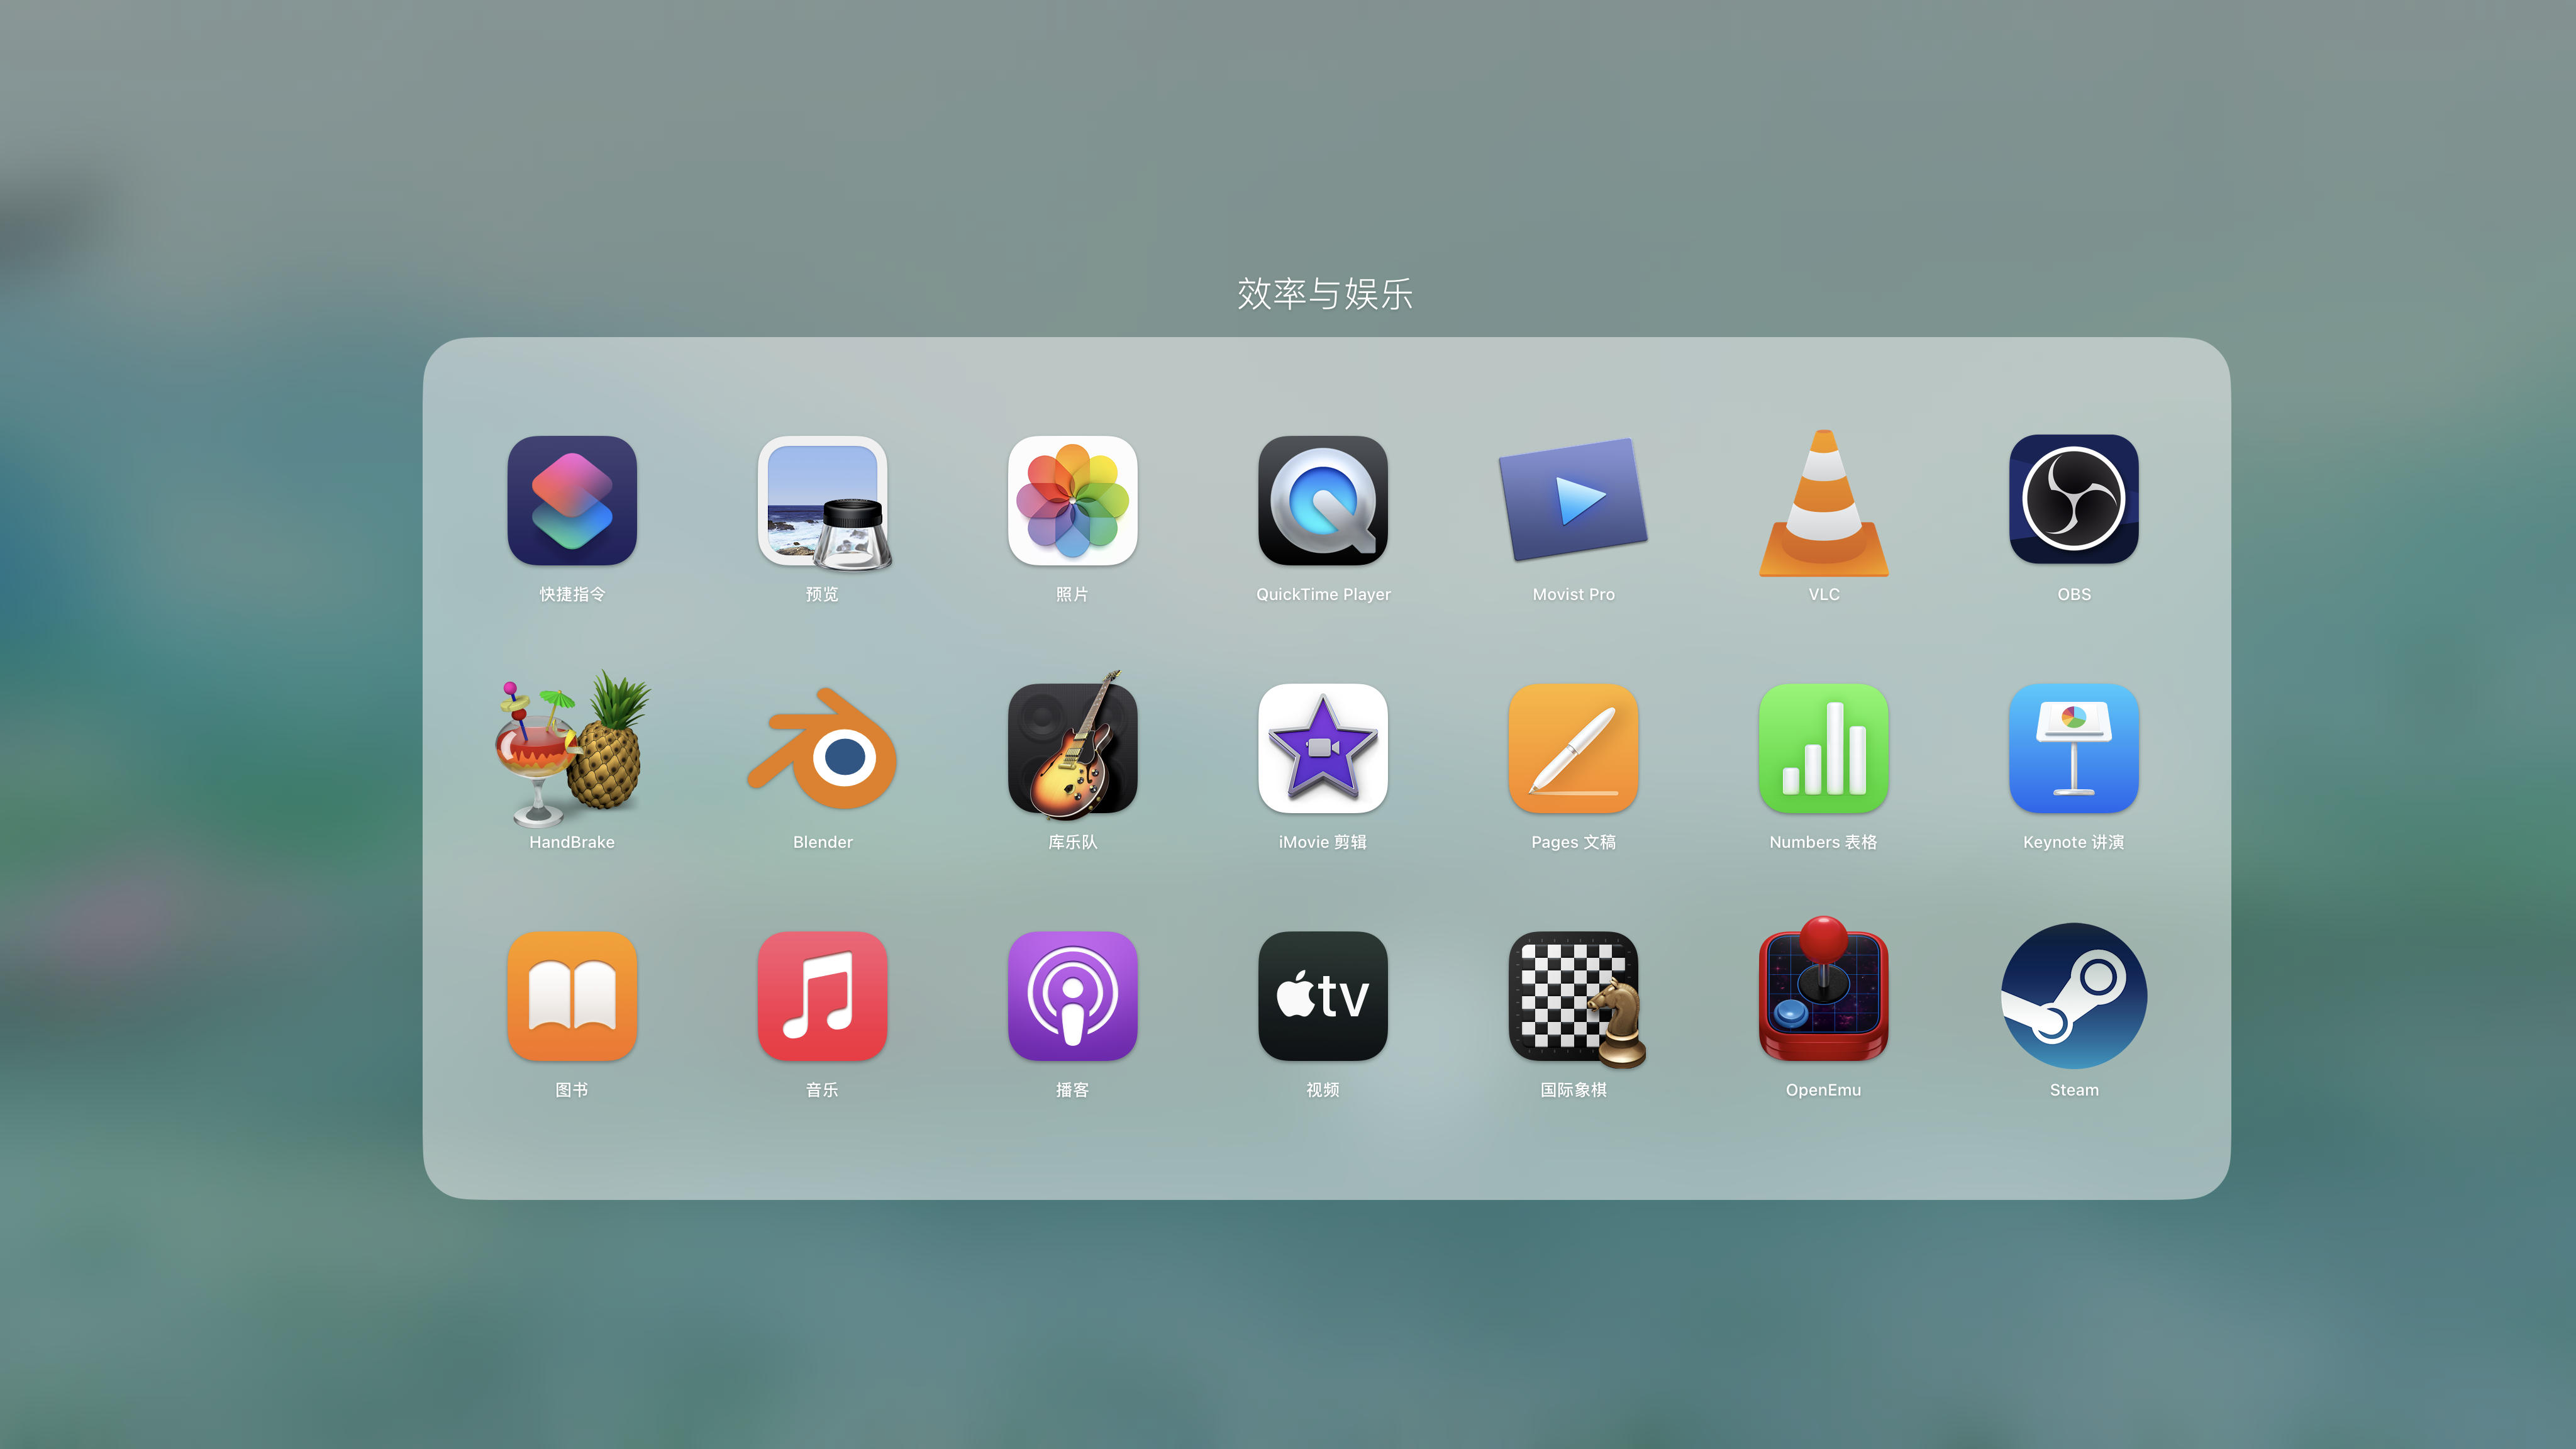 效率与娱乐
快捷指令
预览
照片
QuickTime Player
Movist Pro
VLC
OBS
HandBrake
Blender
库乐队
iMovie 剪辑
Pages 文稿
Numbers 表格
Keynote 讲演
tv
图书
音乐
播客
视频
国际象棋
OpenEmu
Steam